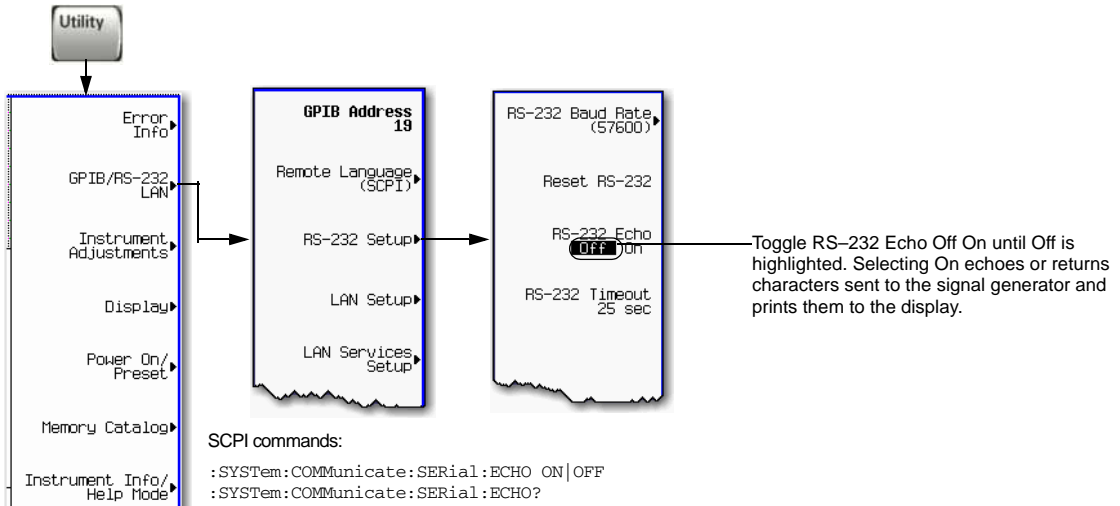 Utility
Error
Info
GPIB/RS-232
LAN
Instrument
Adjustments
Display
Power On/
Preset
Memory Catalog
Instrument Info/
Help Mode
GPIB Address
19
Remote Language
(SCPI)
RS-232 Setup
LAN Setup
LAN Services
Setup
RS-232 Baud Rate
(57600)
Reset RS-232
RS-232 Echo
Off On
RS-232 Timeout
25 sec
Toggle RS–232 Echo Off On until Off is
highlighted. Selecting On echoes or returns
characters sent to the signal generator and
prints them to the display.
SCPI commands:
:SYSTem:COMMunicate:SERial:ECHO ON|OFF
:SYSTem:COMMunicate:SERial:ECHO?